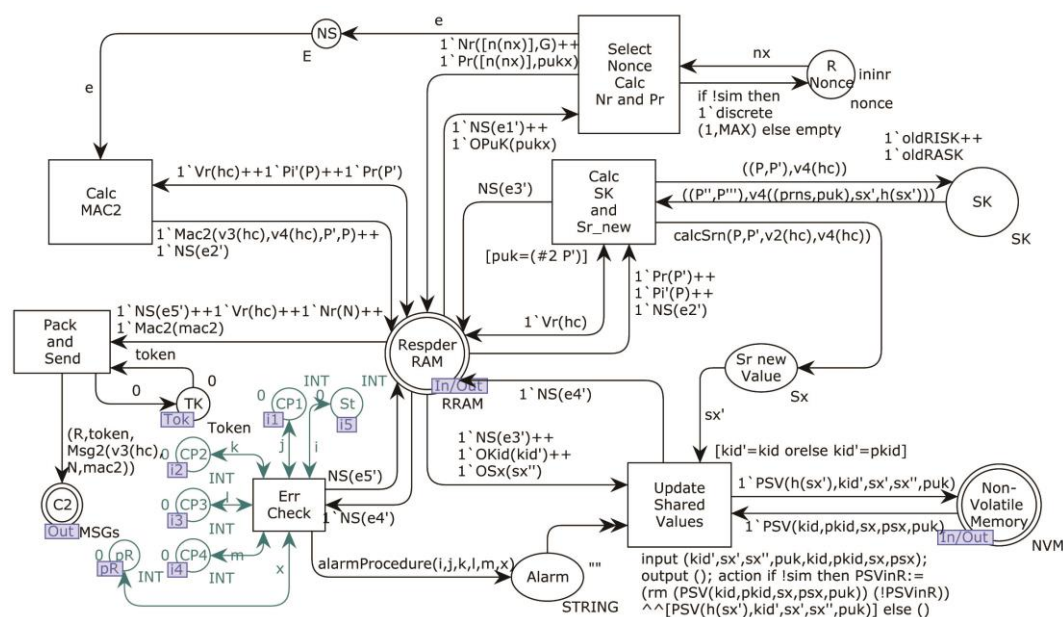 e
NS
E
e
1`Nr([n(nx)],G)++
1`Pr([n(nx)],pukx)
Select
Nonce
Calc
Nr and Pr
nx
R
Nonce
ininr
nonce
if !sim then
1`discrete
(1,MAX) else empty
1`NS(e1')++
1`OPuK(pukx)
1`oldRISK++
1`oldRASK
Calc
MAC2
1`Vr(hc)++1`Pi'(P)++1`Pr(P')
1`Mac2(v3(hc),v4(hc),P',P)++
1`NS(e2')
NS(e3')
Calc
SK
and
Sr_new
((P,P'),v4(hc))
((P'',P'''),v4((prns,puk),sx',h(sx')))
SK
SK
calcSrn(P,P',v2(hc),v4(hc))
[puk=(#2 P')]
1`Pr(P')++
1`Pi'(P)++
1`NS(e2')
1`Vr(hc)
1`NS(e5')++1`Vr(hc)++1`Nr(N)++
1`Mac2(mac2)
Pack
and
Send
token
0
0
TK
Tok
Token
Respder
RAM
In/Out
RRAM
Sr new
Value
Sx
sx'
1`NS(e4')
(R,token,
Msg2(v3(hc),
N,mac2))
C2
Out
MSGs
0
INT
CP1
i1
0
INT
St
i5
0
CP2
i2
INT
k
j
i
0
CP3
i3
INT
l
0
CP4
i4
INT
m
0
pR
pR
INT
x
Err
Check
NS(e5')
1`NS(e4')
1`NS(e3')++
1`OKid(kid')++
1`OSx(sx'')
[kid'=kid orelse kid'=pkid]
Update
Shared
Values
1`PSV(h(sx'),kid',sx',sx'',puk)
1`PSV(kid,pkid,sx,psx,puk)
Non-
Volatile
Memory
In/Out
NVM
alarmProcedure(i,j,k,l,m,x)
Alarm
""
STRING
input (kid',sx',sx'',puk,kid,pkid,sx,psx);
output (); action if !sim then PSVinR:=
(rm (PSV(kid,pkid,sx,psx,puk)) (!PSVinR))
^^[PSV(h(sx'),kid',sx',sx'',puk)] else ()